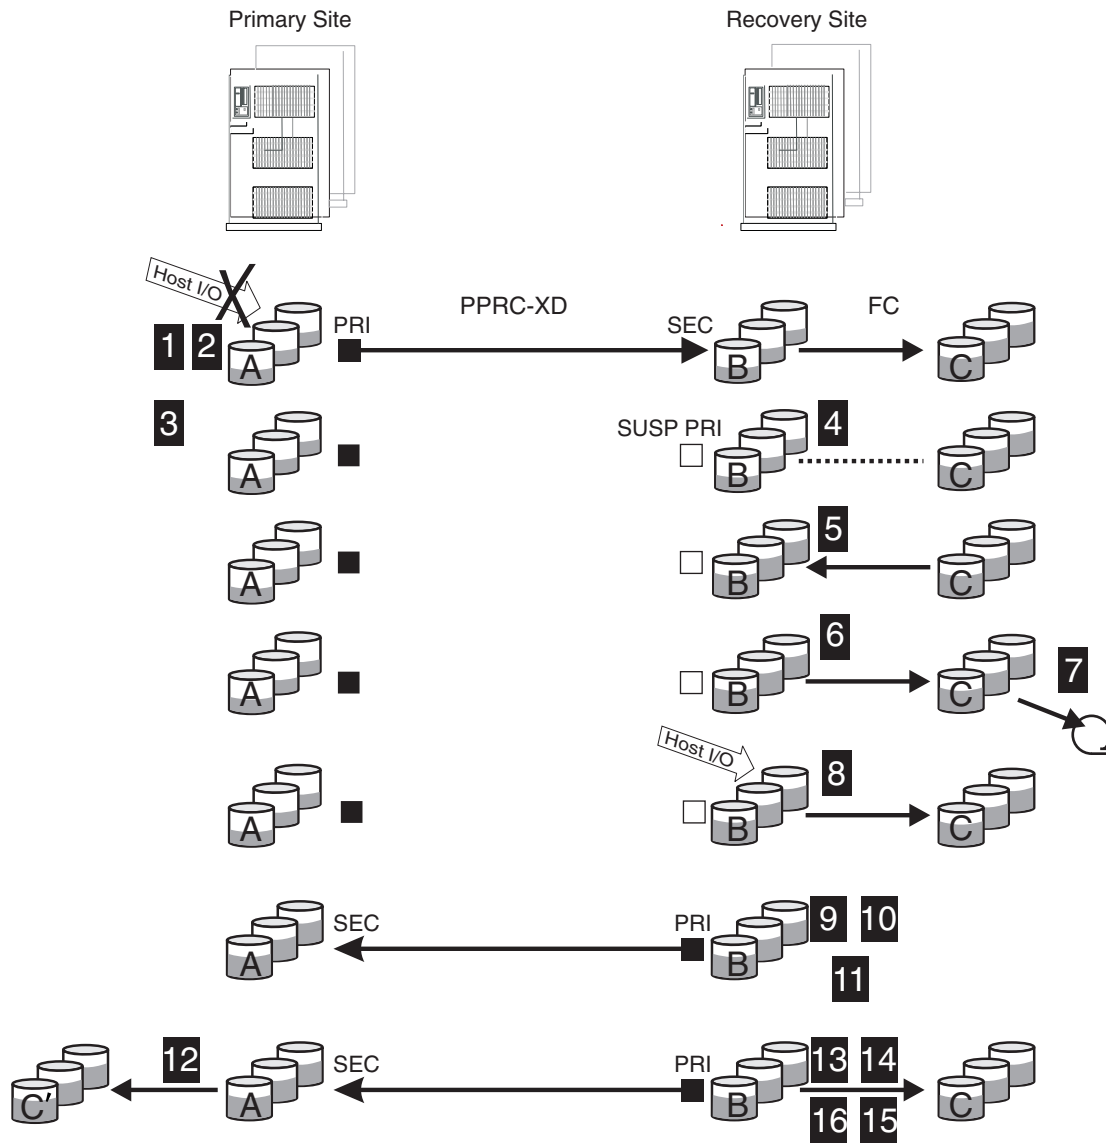 Primary Site
Recovery Site
Host I/O
PPRC-XD
FC
PRI
SEC
1
2
A
B
C
3
SUSP PRI
4
A
B
C
5
A
B
C
6
7
A
B
C
Host I/O
8
A
B
C
SEC
PRI
9
10
A
B
11
12
SEC
PRI
13
14
C'
A
B
C
16
15